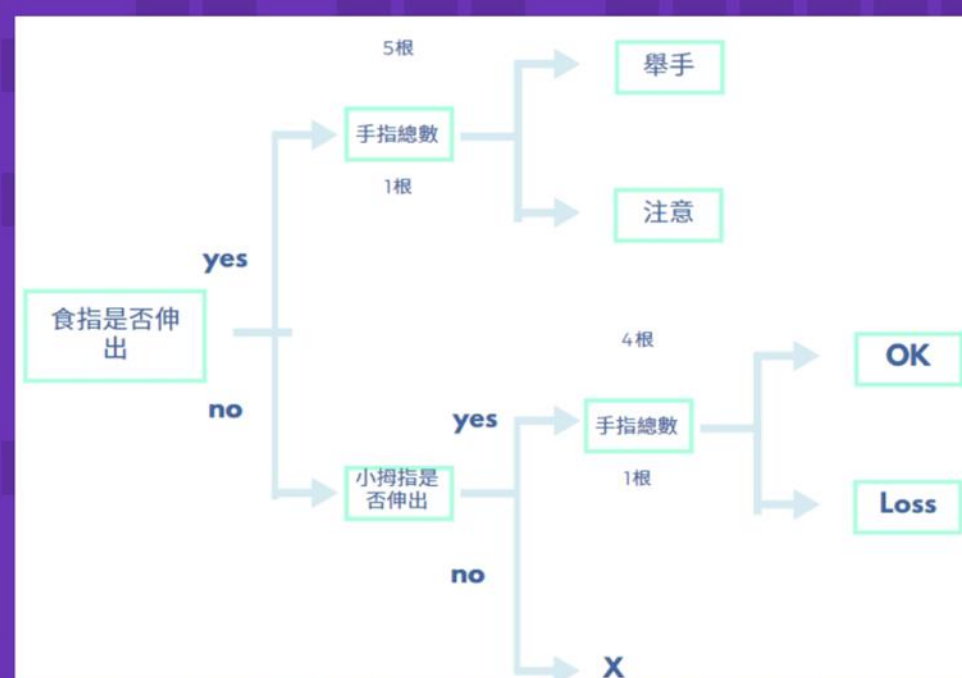 5根
舉手
手指總數
1根
注意
yes
食指是否伸
出
no
4根
OK
yes
手指總數
1根
小拇指是
否伸出
Loss
no
X